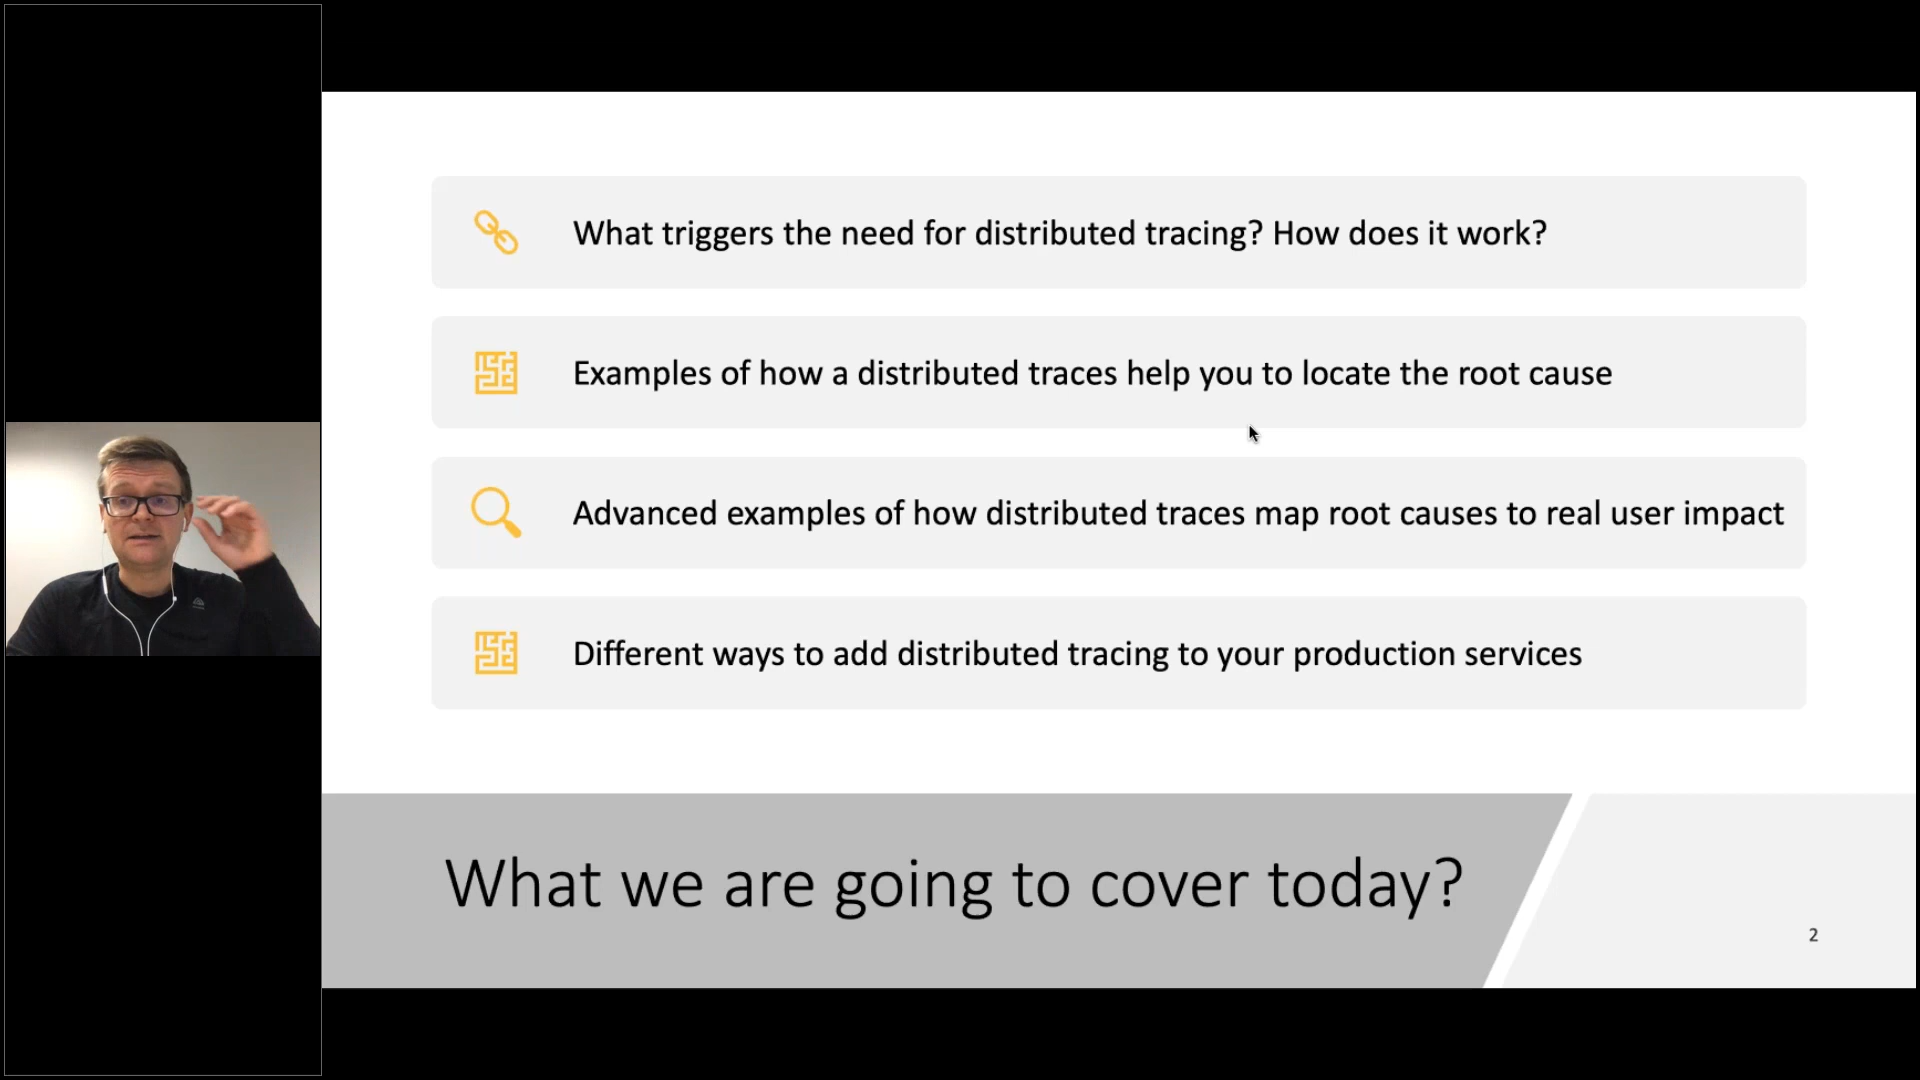 What triggers the need for distributed tracing? How does it work?
Examples of how a distributed traces help you to locate the root cause
Advanced examples of how distributed traces map root causes to real user impact
Different ways to add distributed tracing to your production services
What we are going to cover today?
2